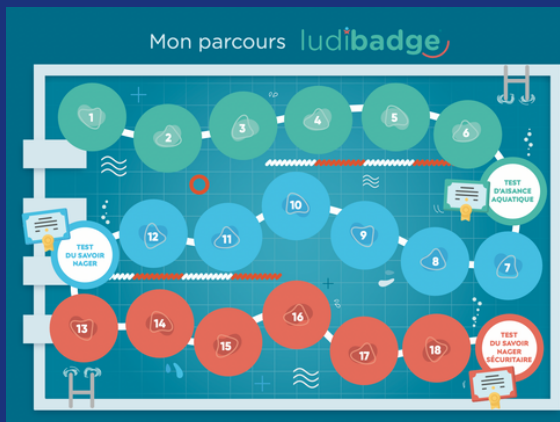 Mon parcours ludibadge
1
2
3
4
5
6
TEST
D'AISANCE
AQUATIQUE
7
8
9
10
11
12
TEST
DU SAVOIR
NAGER
13
14
15
16
17
18
TEST
DU SAVOIR
NAGER
SÉCURITAIRE